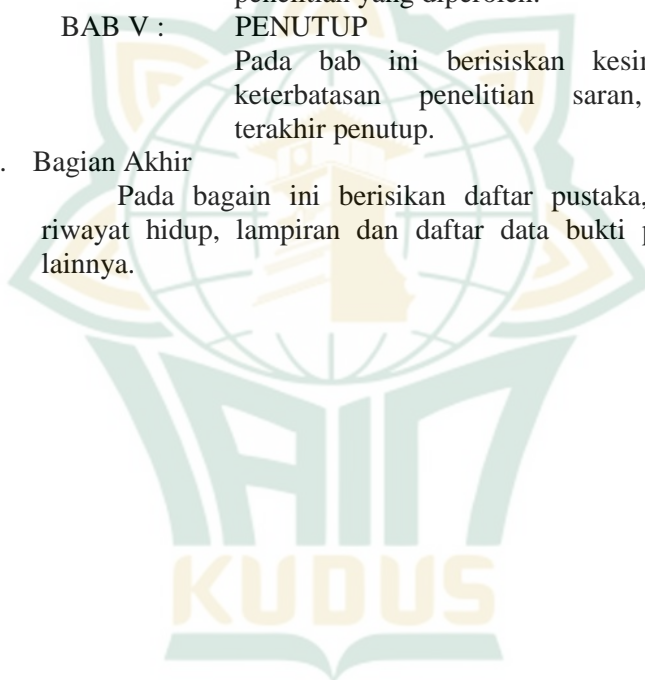 penelitian yang diperoleh.
BAB V : PENUTUP
Pada bab ini berisiskan
keterbatasan penelitian saran,
terakhir penutup.
. Bagian Akhir
Pada bagain ini berisikan daftar pustaka,
riwayat hidup, lampiran dan daftar data bukti
lainnya.
IAIN
KUDUS